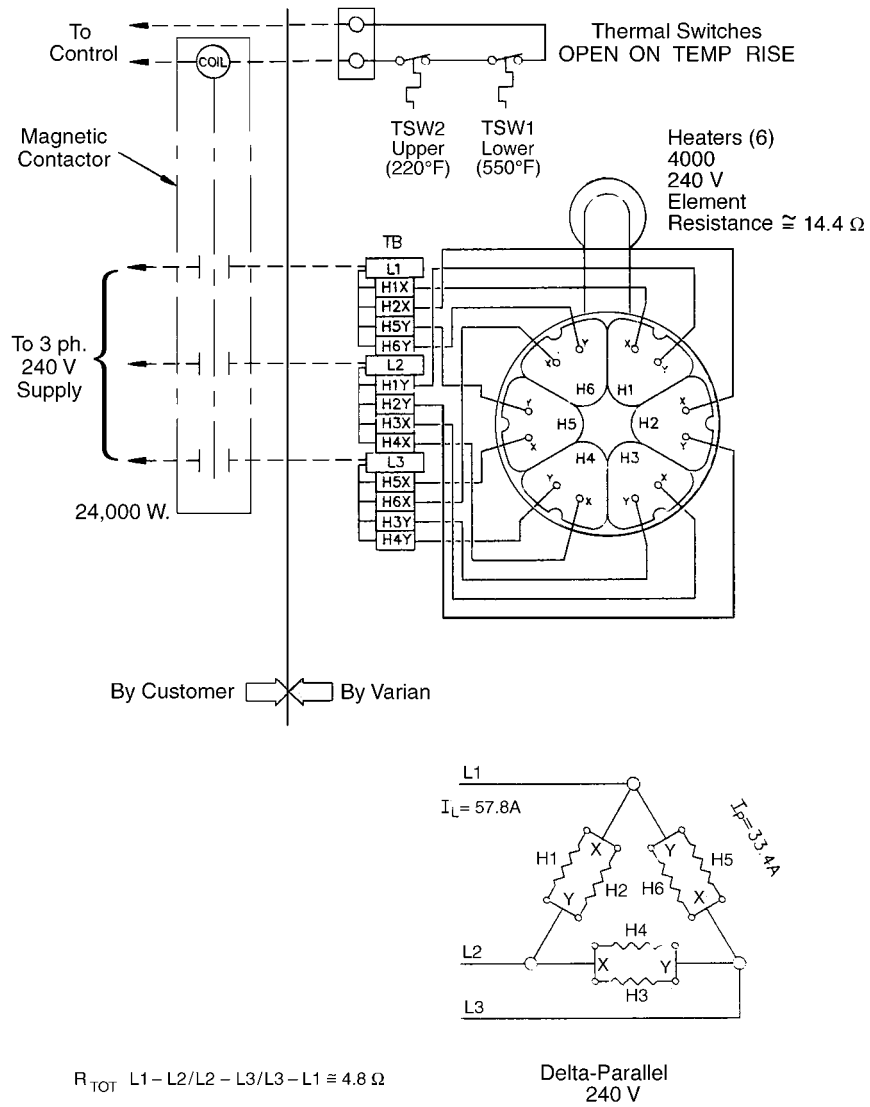 To
Control
COIL
Thermal Switches
OPEN ON TEMP RISE
Magnetic
Contactor
TSW2
Upper
(220°F)
TSW1
Lower
(550°F)
Heaters (6)
4000
240 V
Element
Resistance ≅ 14.4 Ω
TB
L1
H1X
H2X
H5Y
H6Y
L2
H1Y
H2Y
H3X
H4X
L3
H5X
H6X
H3Y
H4Y
To 3 ph.
240 V
Supply
24,000 W.
X Y Y X
H6 H1
Y X
H5 H2
X Y
H4 H3
Y X Y X
By Customer
By Varian
L1
I_L = 57.8A
I_P=33.4A
H1 X Y H5
Y H2 H6 X
H4
L2
X Y
H3
L3
R TOT L1 – L2/L2 – L3/L3 – L1 ≅ 4.8 Ω
Delta-Parallel
240 V